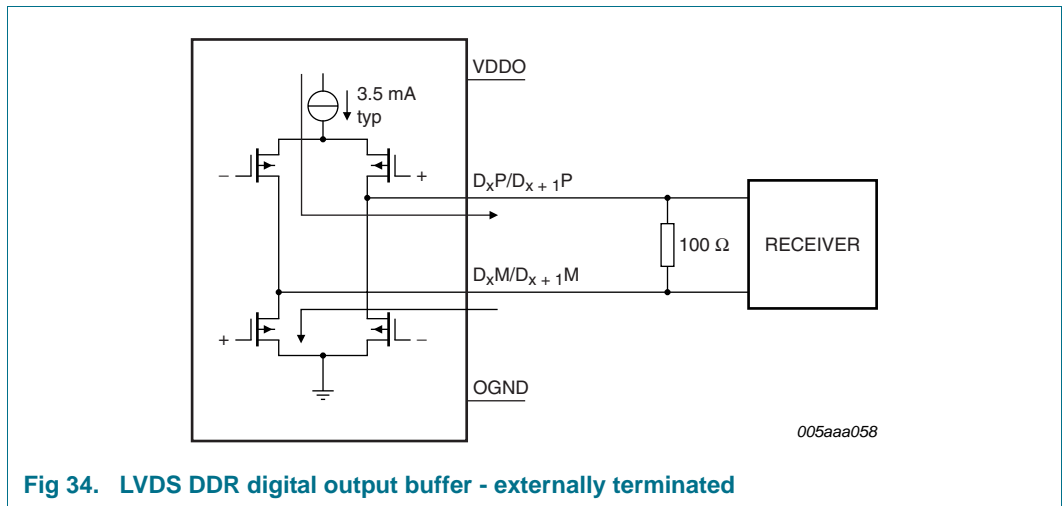 VDDO
3.5 mA
typ
− +
DxP/Dx + 1P
100 Ω
RECEIVER
DxM/Dx + 1M
+ −
OGND
005aaa058
Fig 34. LVDS DDR digital output buffer - externally terminated